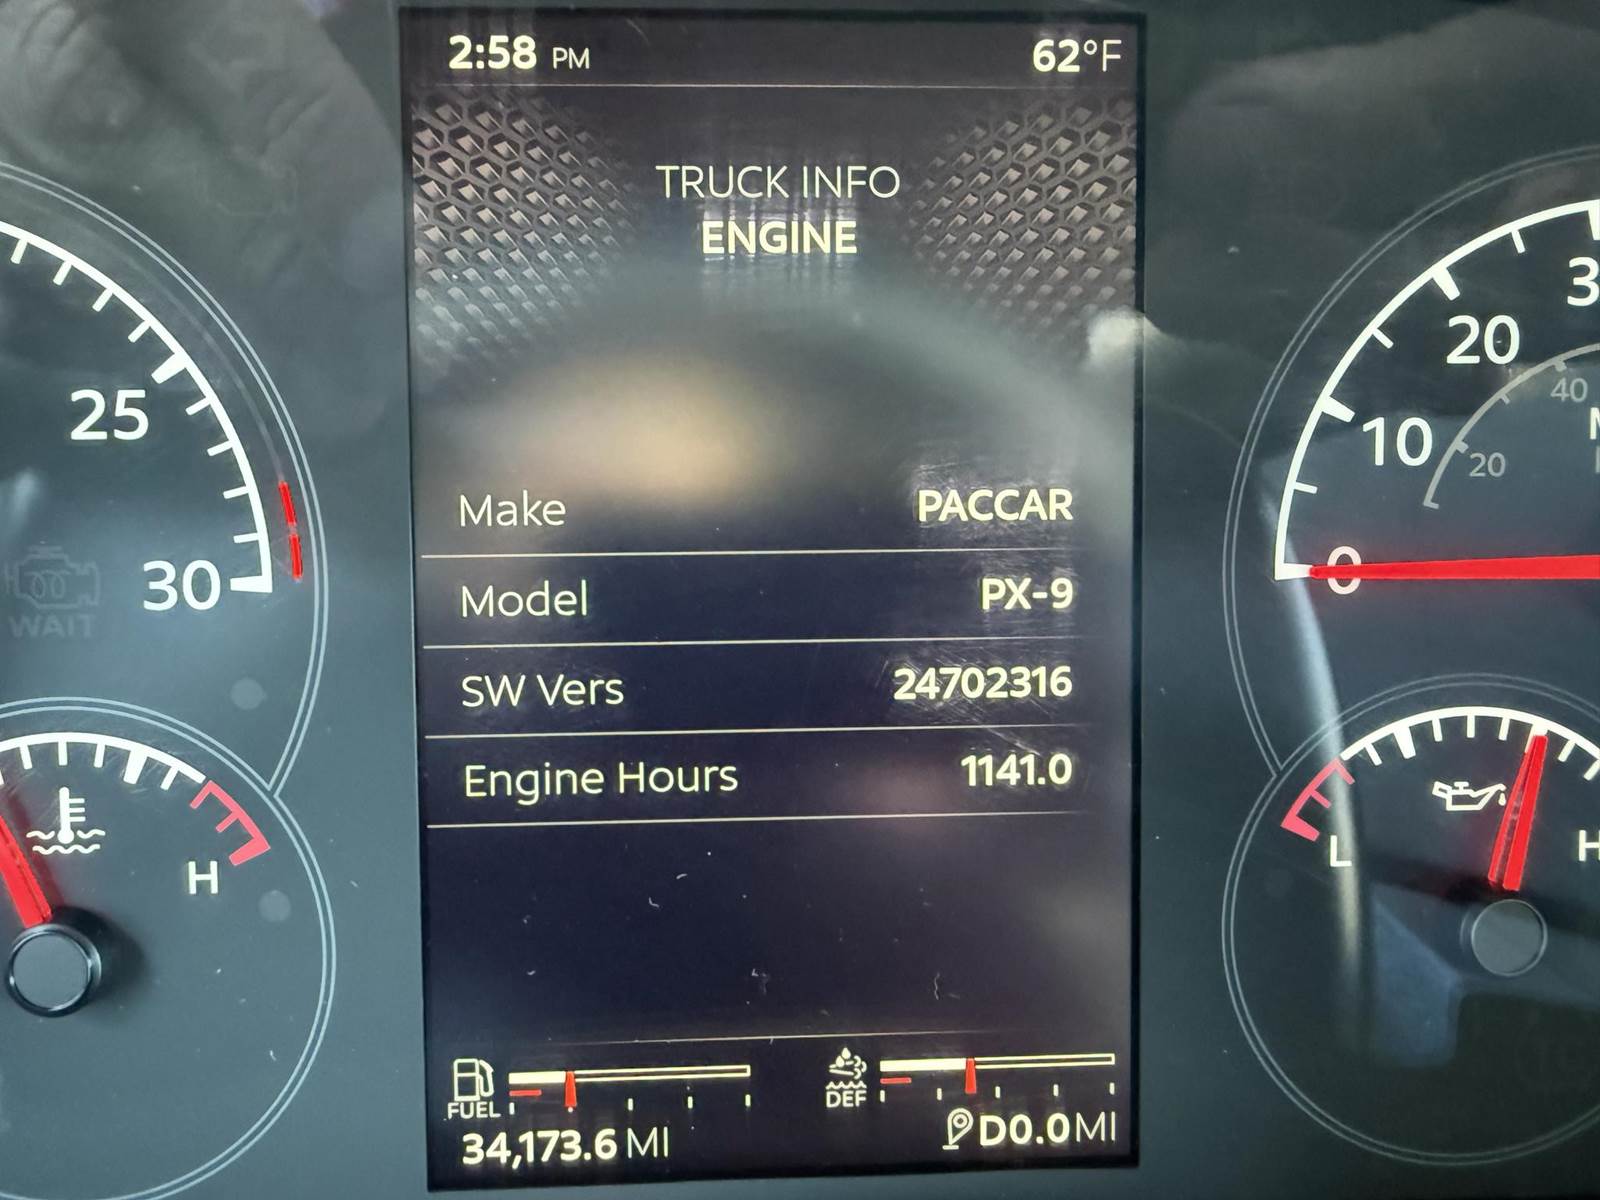 2:58 PM 62°F
TRUCK INFO
ENGINE
Make PACCAR
Model PX-9
SW Vers 24702316
Engine Hours 1141.0
FUEL DEF
34,173.6 MI D0.0MI
25
30
WAIT
H
20
10
0
40
20
L
H